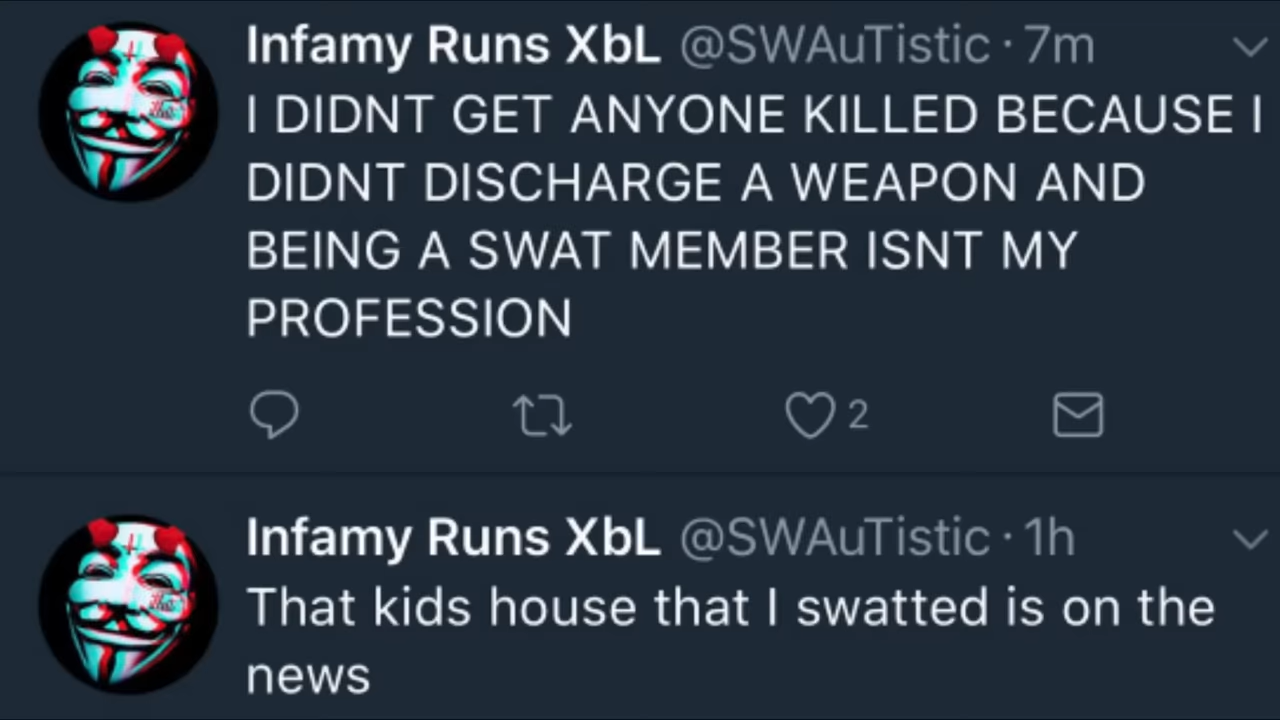 Infamy Runs XbL @SWAuTistic · 7m
I DIDNT GET ANYONE KILLED BECAUSE I
DIDNT DISCHARGE A WEAPON AND
BEING A SWAT MEMBER ISNT MY
PROFESSION
2
Infamy Runs XbL @SWAuTistic · 1h
That kids house that I swatted is on the
news